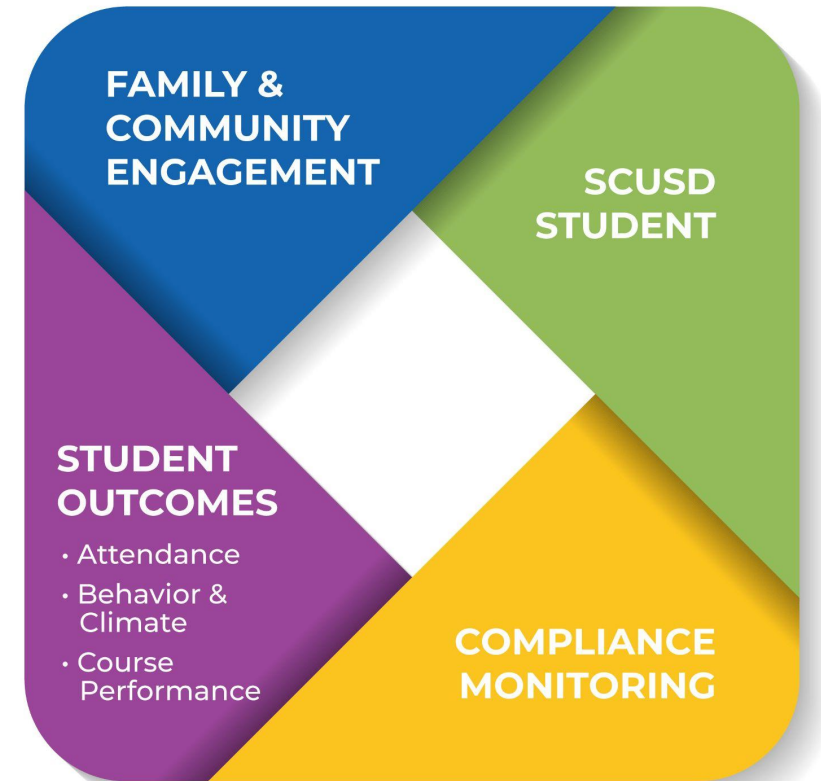 FAMILY &
COMMUNITY
ENGAGEMENT
SCUSD
STUDENT
STUDENT
OUTCOMES
• Attendance
• Behavior &
Climate
• Course
Performance
COMPLIANCE
MONITORING